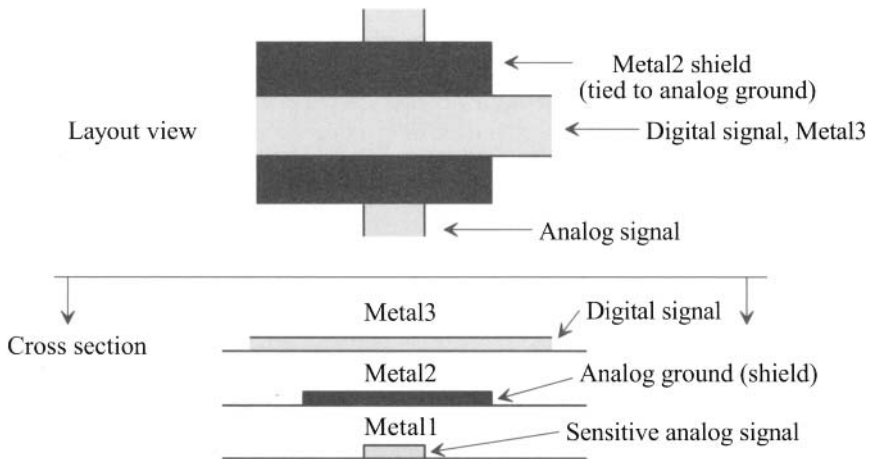 Metal2 shield
(tied to analog ground)
Layout view
Digital signal, Metal3
Analog signal
Metal3
Digital signal
Cross section
Metal2
Analog ground (shield)
Metal1
Sensitive analog signal